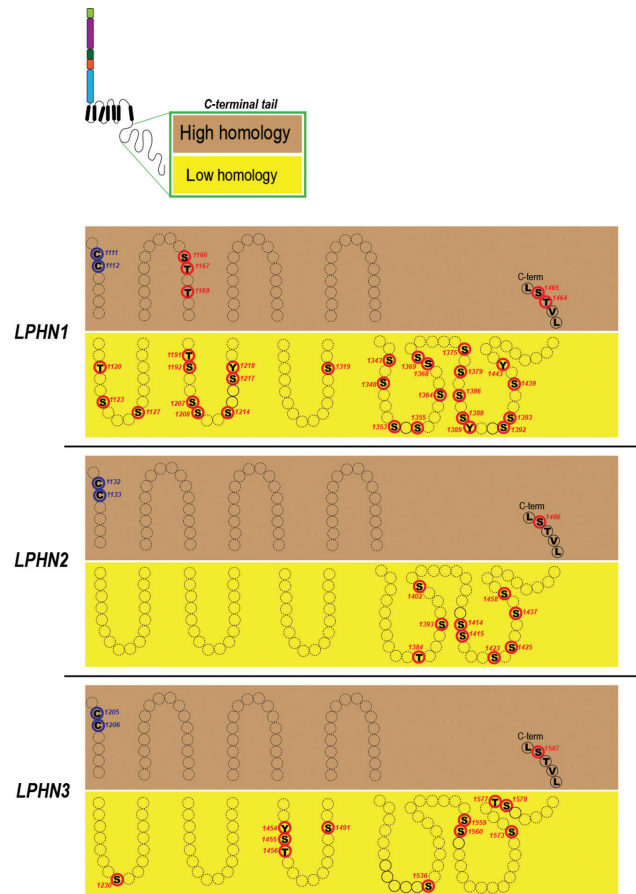 C-terminal tail
High homology
Low homology
LPHN1
C 1111
C 1112
S 1166
T 1167
T 1169
C-term
L S 1465
T 1464
V
L
T 1120
S 1123
S 1127
T 1191
S 1192
Y 1218
S 1217
S 1207
S 1208
S 1214
S 1319
S 1343
S 1348
S 1353
S 1355
S 1364
S 1368
S 1369
S 1375
S 1379
S 1386
S 1388
Y 1389
S 1392
S 1393
S 1439
Y 1443
LPHN2
C 1132
C 1133
C-term
L S 1486
T
V
L
S 1402
S 1393
T 1384
S 1414
S 1415
S 1423
S 1425
S 1437
S 1458
LPHN3
C 1205
C 1206
C-term
L S 1587
T
V
L
S 1230
Y 1454
S 1455
T 1456
S 1491
S 1536
S 1559
S 1560
S 1573
T 1577
S 1578